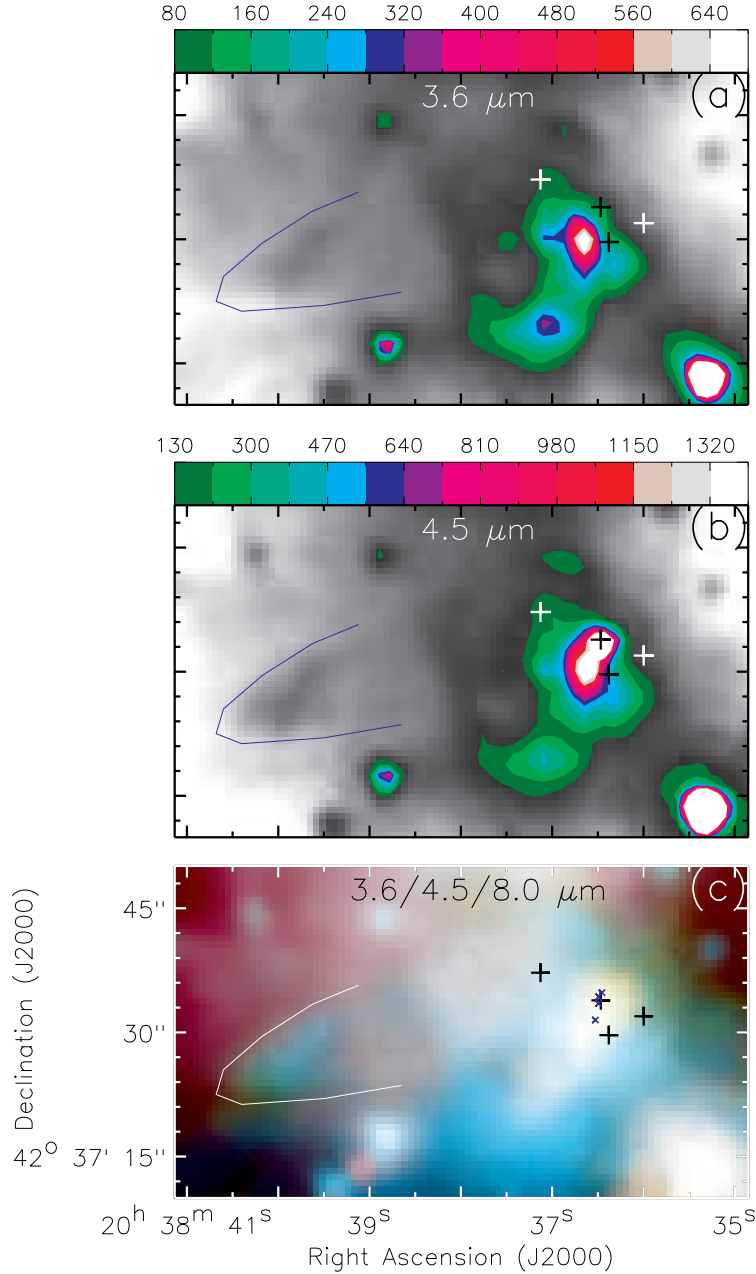 80 160 240 320 400 480 560 640
3.6 μm
(a)
130 300 470 640 810 980 1150 1320
4.5 μm
(b)
3.6/4.5/8.0 μm
(c)
45''
30''
42° 37' 15''
Declination (J2000)
20ʰ 38ᵐ 41ˢ 39ˢ 37ˢ 35ˢ
Right Ascension (J2000)